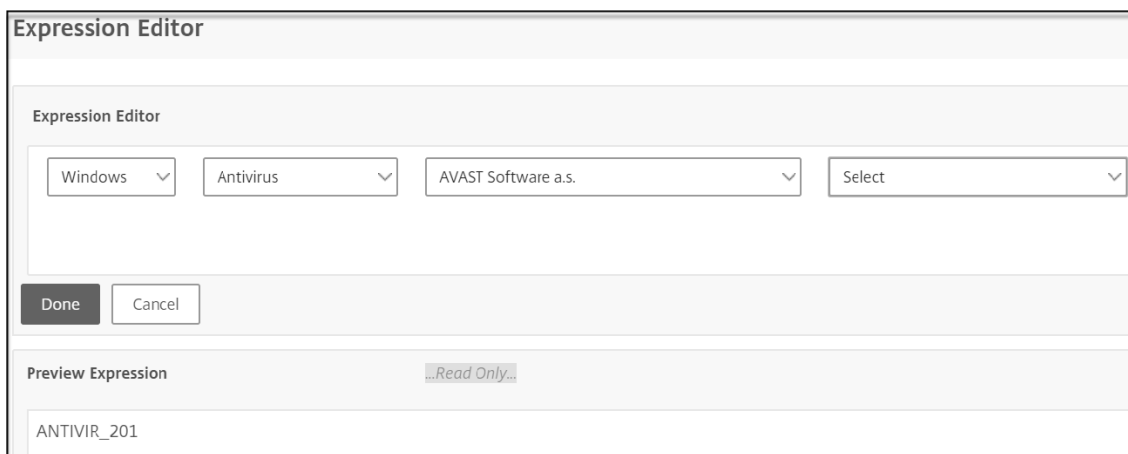 Expression Editor
Expression Editor
Windows Antivirus AVAST Software a.s. Select
Done Cancel
Preview Expression ...Read Only...
ANTIVIR_201